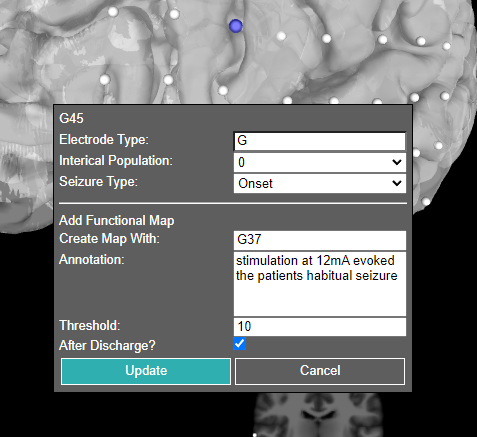 G45
Electrode Type: G
Interical Population: 0
Seizure Type: Onset
Add Functional Map
Create Map With: G37
Annotation: stimulation at 12mA evoked
the patients habitual seizure
Threshold: 10
After Discharge?
Update Cancel